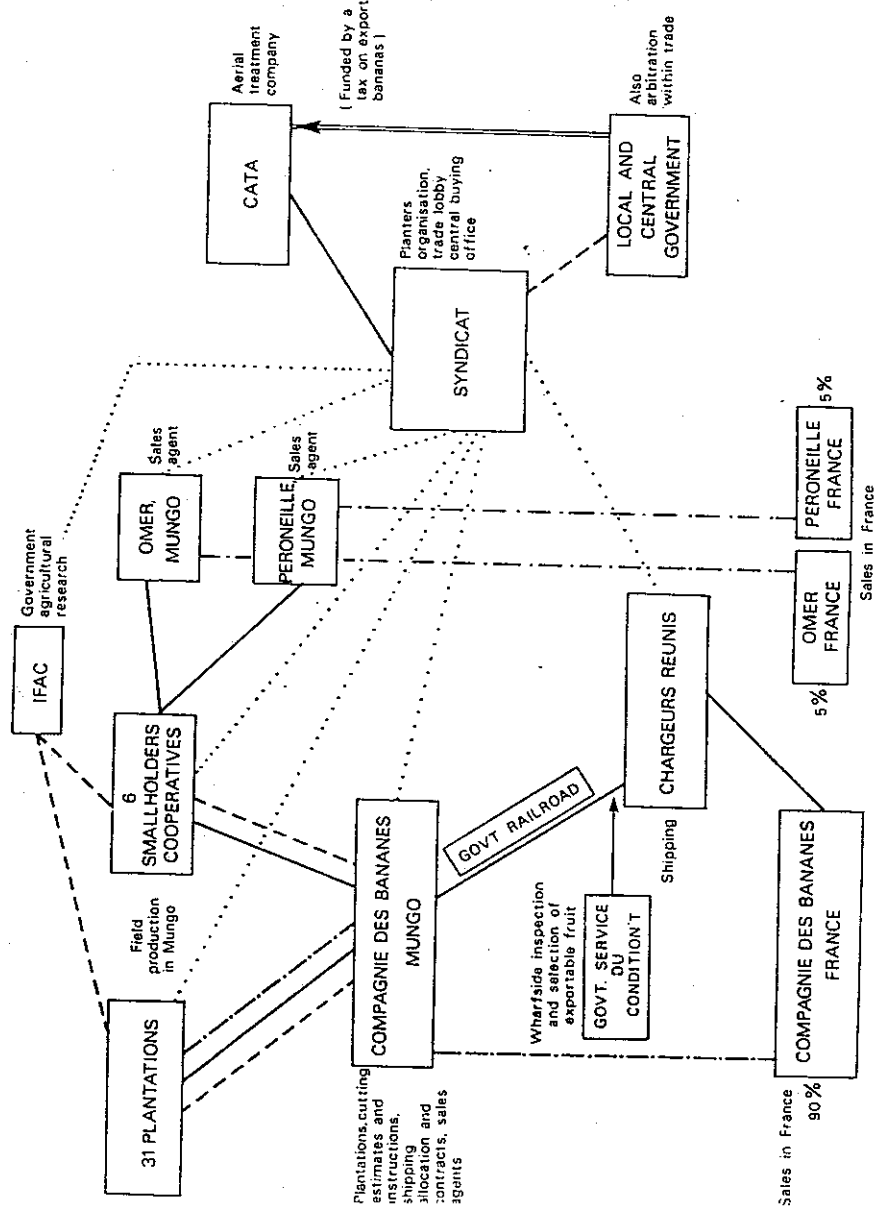 31 PLANTATIONS
Field
production
in Mungo
6
SMALLHOLDERS
COOPERATIVES
IFAC
Government
agricultural
research
OMER,
MUNGO
Sales
agent
PERONEILLE,
MUNGO
Sales
agent
CATA
Aerial
treatment
company
( Funded by a
tax on export
bananas )
Plantations, cutting
estimates and
instructions,
shipping
allocation and
contracts, sales
agents
COMPAGNIE DES BANANES
MUNGO
SYNDICAT
Planters
organisation,
trade lobby
central buying
office
LOCAL AND
CENTRAL
GOVERNMENT
Also
arbitration
within trade
GOVT RAILROAD
Wharfside inspection
and selection of
exportable fruit
GOVT. SERVICE
DU
CONDITION'T
Shipping
CHARGEURS REUNIS
Sales in France
90%
COMPAGNIE DES BANANES
FRANCE
5%
OMER
FRANCE
PERONEILLE
FRANCE
5%
Sales in France